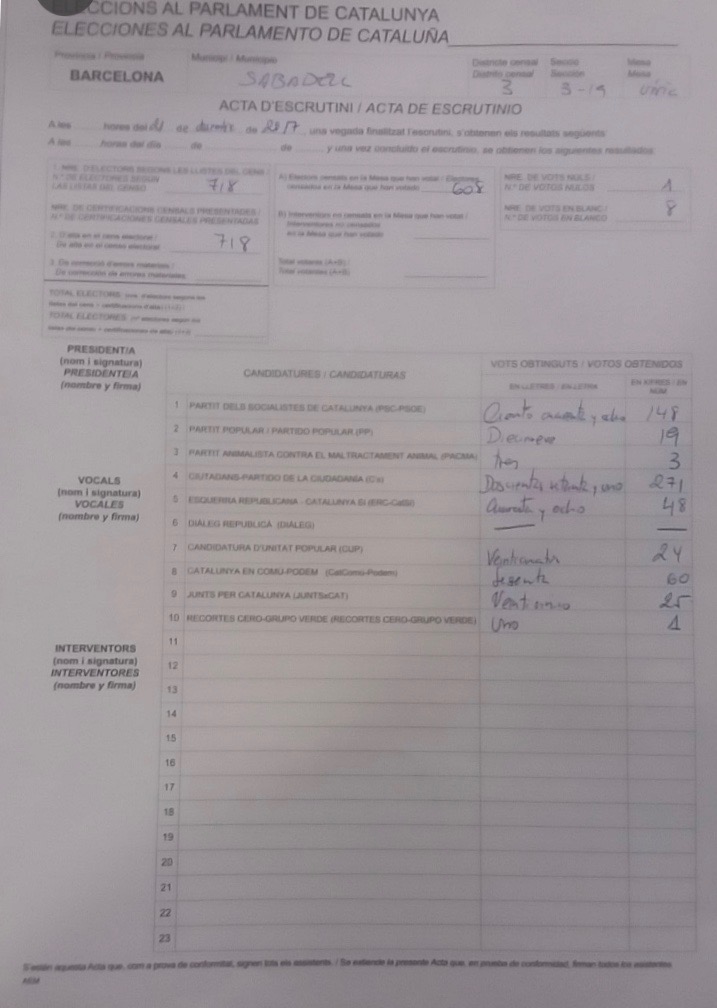 CCIONS AL PARLAMENT DE CATALUNYA
ELECCIONES AL PARLAMENTO DE CATALUÑA
Provincia / Provincia Municipi / Municipio Districte censal Secció Mesa
Distrito censal Sección Mesa
BARCELONA SABADELL 3 3-19 única
ACTA D'ESCRUTINI / ACTA DE ESCRUTINIO
A les hores del 21 de de 2017, una vegada finalitzat l'escrutini, s'obtenen els resultats següents:
A las horas del día de de y una vez concluido el escrutinio, se obtienen los siguientes resultados:
1. NRE. D'ELECTORS SEGONS LES LLISTES DEL CENS /
N.º DE ELECTORES SEGÚN
LAS LISTAS DEL CENSO 718
NRE. DE CERTIFICACIONS CENSALS PRESENTADES /
N.º DE CERTIFICACIONES CENSALES PRESENTADAS
2. D'alta en el cens electoral /
De alta en el censo electoral 718
3. De correcció d'errors materials /
De corrección de errores materiales
TOTAL ELECTORS
TOTAL ELECTORES
A) Electors censats en la Mesa que han votat / Electores
censados en la Mesa que han votado 608
B) Interventors no censats en la Mesa que han votat /
Interventores no censados
en la Mesa que han votado
Total votants (A+B) /
Total votantes (A+B)
NRE. DE VOTS NULS /
N.º DE VOTOS NULOS 1
NRE. DE VOTS EN BLANC /
N.º DE VOTOS EN BLANCO 8
PRESIDENT/A
(nom i signatura)
PRESIDENTE/A
(nombre y firma)
VOCALS
(nom i signatura)
VOCALES
(nombre y firma)
INTERVENTORS
(nom i signatura)
INTERVENTORES
(nombre y firma)
CANDIDATURES / CANDIDATURAS VOTS OBTINGUTS / VOTOS OBTENIDOS
EN LLETRES / EN LETRA EN XIFRES / EN NÚM.
1 PARTIT DELS SOCIALISTES DE CATALUNYA (PSC-PSOE) Ciento cuarenta y ocho 148
2 PARTIT POPULAR / PARTIDO POPULAR (PP) Diecinueve 19
3 PARTIT ANIMALISTA CONTRA EL MALTRACTAMENT ANIMAL (PACMA) tres 3
4 CIUTADANS-PARTIDO DE LA CIUDADANÍA (C's) Doscientos setenta y uno 271
5 ESQUERRA REPUBLICANA - CATALUNYA SÍ (ERC-CatSí) Cuarenta y ocho 48
6 DIÀLEG REPUBLICÀ (DIÀLEG) — —
7 CANDIDATURA D'UNITAT POPULAR (CUP) Veinticuatro 24
8 CATALUNYA EN COMÚ-PODEM (CatComú-Podem) Sesenta 60
9 JUNTS PER CATALUNYA (JUNTSxCAT) Veinticinco 25
10 RECORTES CERO-GRUPO VERDE (RECORTES CERO-GRUPO VERDE) Uno 1
11
12
13
14
15
16
17
18
19
20
21
22
23
S'estén aquesta Acta que, com a prova de conformitat, signen tots els assistents. / Se extiende la presente Acta que, en prueba de conformidad, firman todos los asistentes